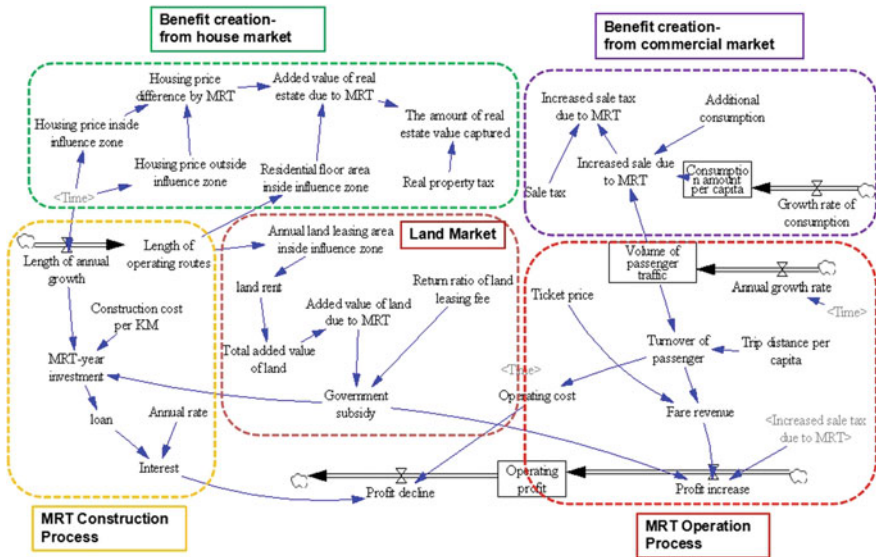 Benefit creation-
from house market
Benefit creation-
from commercial market
Housing price
difference by MRT
Added value of real
estate due to MRT
The amount of real
estate value captured
Housing price inside
influence zone
Housing price outside
influence zone
Residential floor area
inside influence zone
Real property tax
<Time>
Increased sale tax
due to MRT
Additional
consumption
Increased sale due
to MRT
Sale tax
Consumptio
n amount
per capita
Growth rate of
consumption
Length of annual
growth
Length of
operating routes
Construction cost
per KM
MRT-year
investment
loan
Annual rate
Interest
MRT Construction
Process
Land Market
Annual land leasing area
inside influence zone
land rent
Added value of land
due to MRT
Return ratio of land
leasing fee
Total added value
of land
Government
subsidy
Volume of
passenger
traffic
Annual growth
rate
<Time>
Ticket price
Turnover of
passenger
Trip distance per
capita
<Time>
Operating cost
Fare revenue
<Increased sale tax
due to MRT>
Profit decline
Operating
profit
Profit increase
MRT Operation
Process